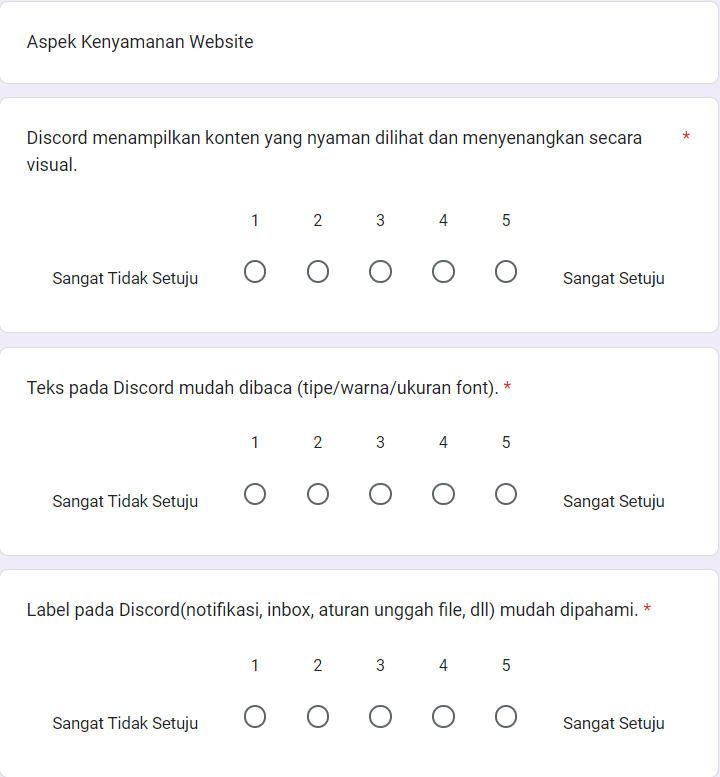 Aspek Kenyamanan Website
Discord menampilkan konten yang nyaman dilihat dan menyenangkan secara *
visual.
1 2 3 4 5
Sangat Tidak Setuju Sangat Setuju
Teks pada Discord mudah dibaca (tipe/warna/ukuran font). *
1 2 3 4 5
Sangat Tidak Setuju Sangat Setuju
Label pada Discord(notifikasi, inbox, aturan unggah file, dll) mudah dipahami. *
1 2 3 4 5
Sangat Tidak Setuju Sangat Setuju